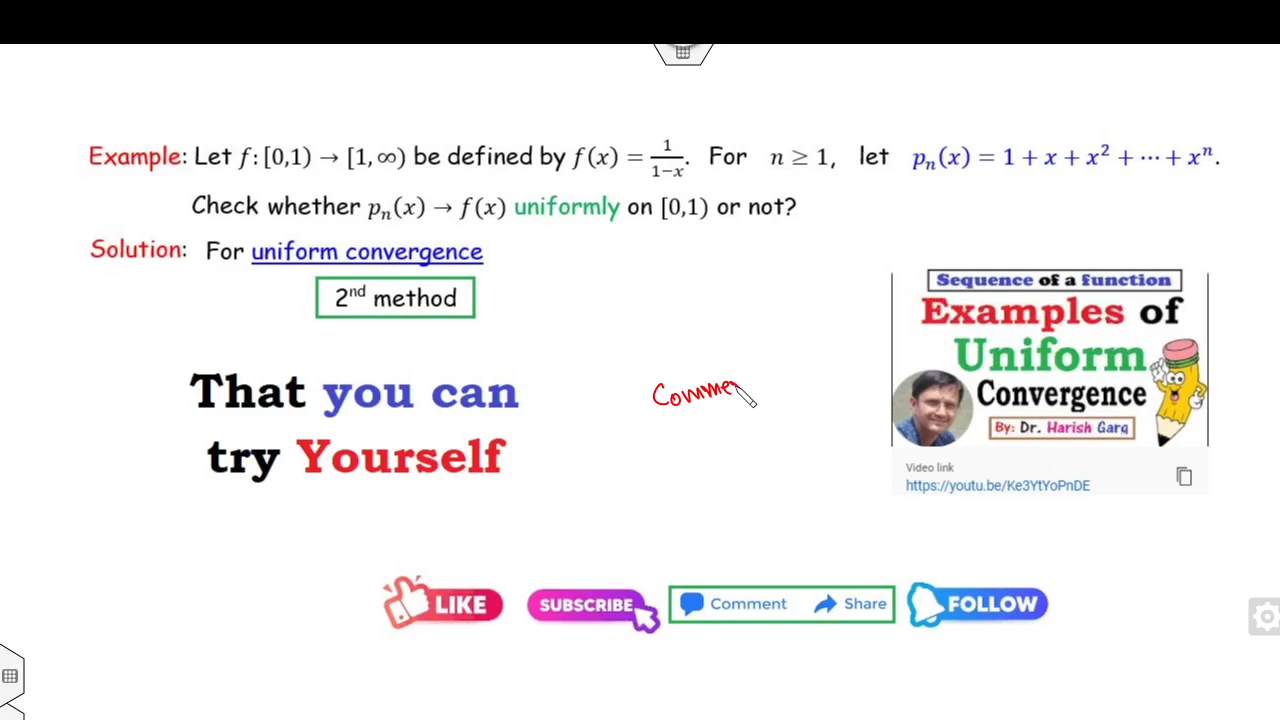 Example: Let f: [0,1) → [1, ∞) be defined by f(x) = 1/(1−x). For n ≥ 1, let pₙ(x) = 1 + x + x² + ⋯ + xⁿ.
Check whether pₙ(x) → f(x) uniformly on [0,1) or not?
Solution: For uniform convergence
2nd method
That you can
try Yourself
Comme
Sequence of a function
Examples of
Uniform
Convergence
By: Dr. Harish Garg
Video link
https://youtu.be/Ke3YtYoPnDE
LIKE
SUBSCRIBE
Comment Share
FOLLOW